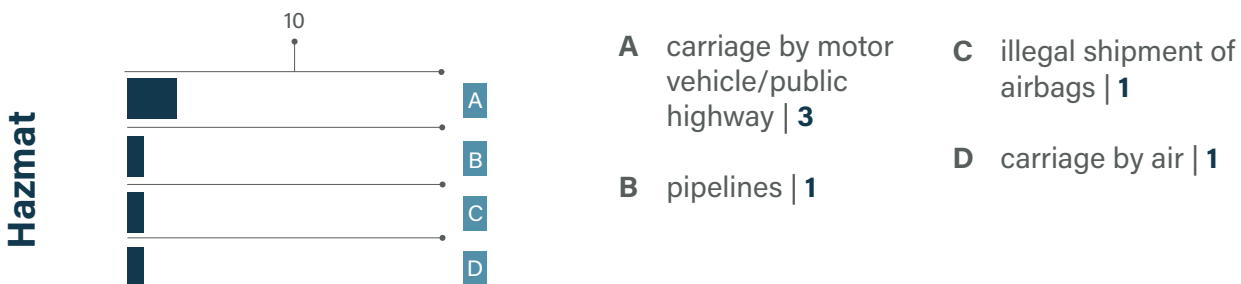 Hazmat
10
A
B
C
D
A carriage by motor
vehicle/public
highway | 3
B pipelines | 1
C illegal shipment of
airbags | 1
D carriage by air | 1